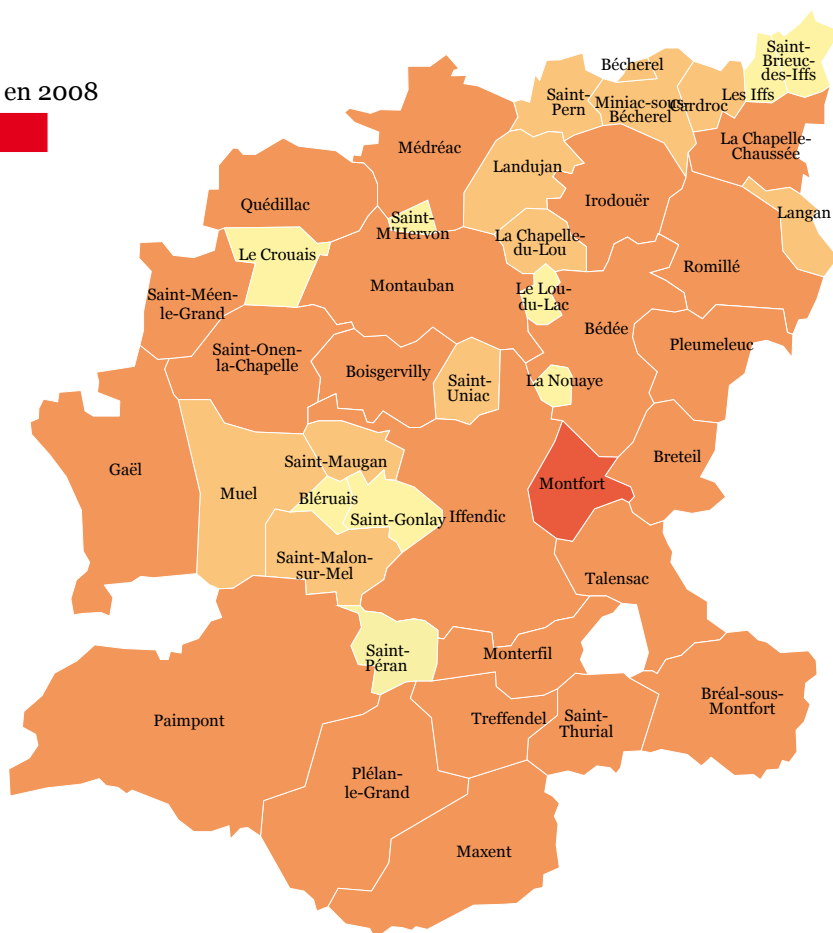 en 2008
Saint-
Brieuc-
des-Iffs
Bécherel
Saint-
Pern
Miniac-sous-
Bécherel
Cardroc
Les Iffs
La Chapelle-
Chaussée
Médréac
Landujan
Irodouër
Langan
Quédillac
Saint-
M'Hervon
La Chapelle-
du-Lou
Romillé
Le Crouais
Montauban
Le Lou-
du-Lac
Saint-Méen-
le-Grand
Bédée
Pleumeleuc
Saint-Onen-
la-Chapelle
Boisgervilly
Saint-
Uniac
La Nouaye
Gaël
Saint-Maugan
Breteil
Muel
Bléruais
Montfort
Saint-Gonlay
Iffendic
Saint-Malon-
sur-Mel
Talensac
Saint-
Péran
Monterfil
Paimpont
Treffendel
Saint-
Thurial
Bréal-sous-
Montfort
Plélan-
le-Grand
Maxent